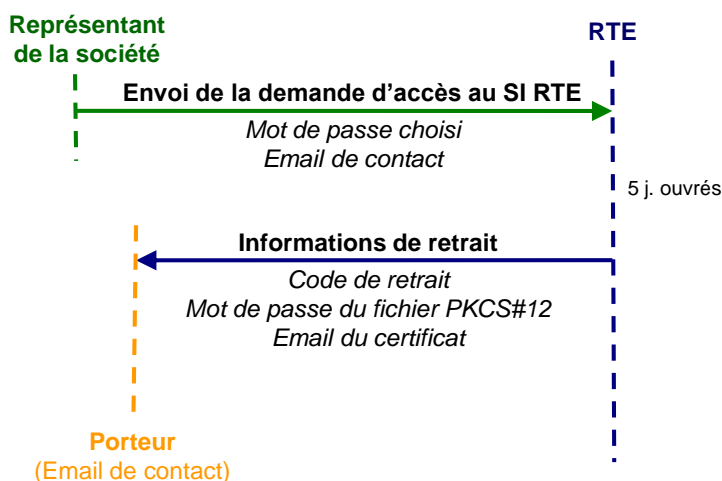 Représentant
de la société
RTE
Envoi de la demande d'accès au SI RTE
Mot de passe choisi
Email de contact
5 j. ouvrés
Informations de retrait
Code de retrait
Mot de passe du fichier PKCS#12
Email du certificat
Porteur
(Email de contact)